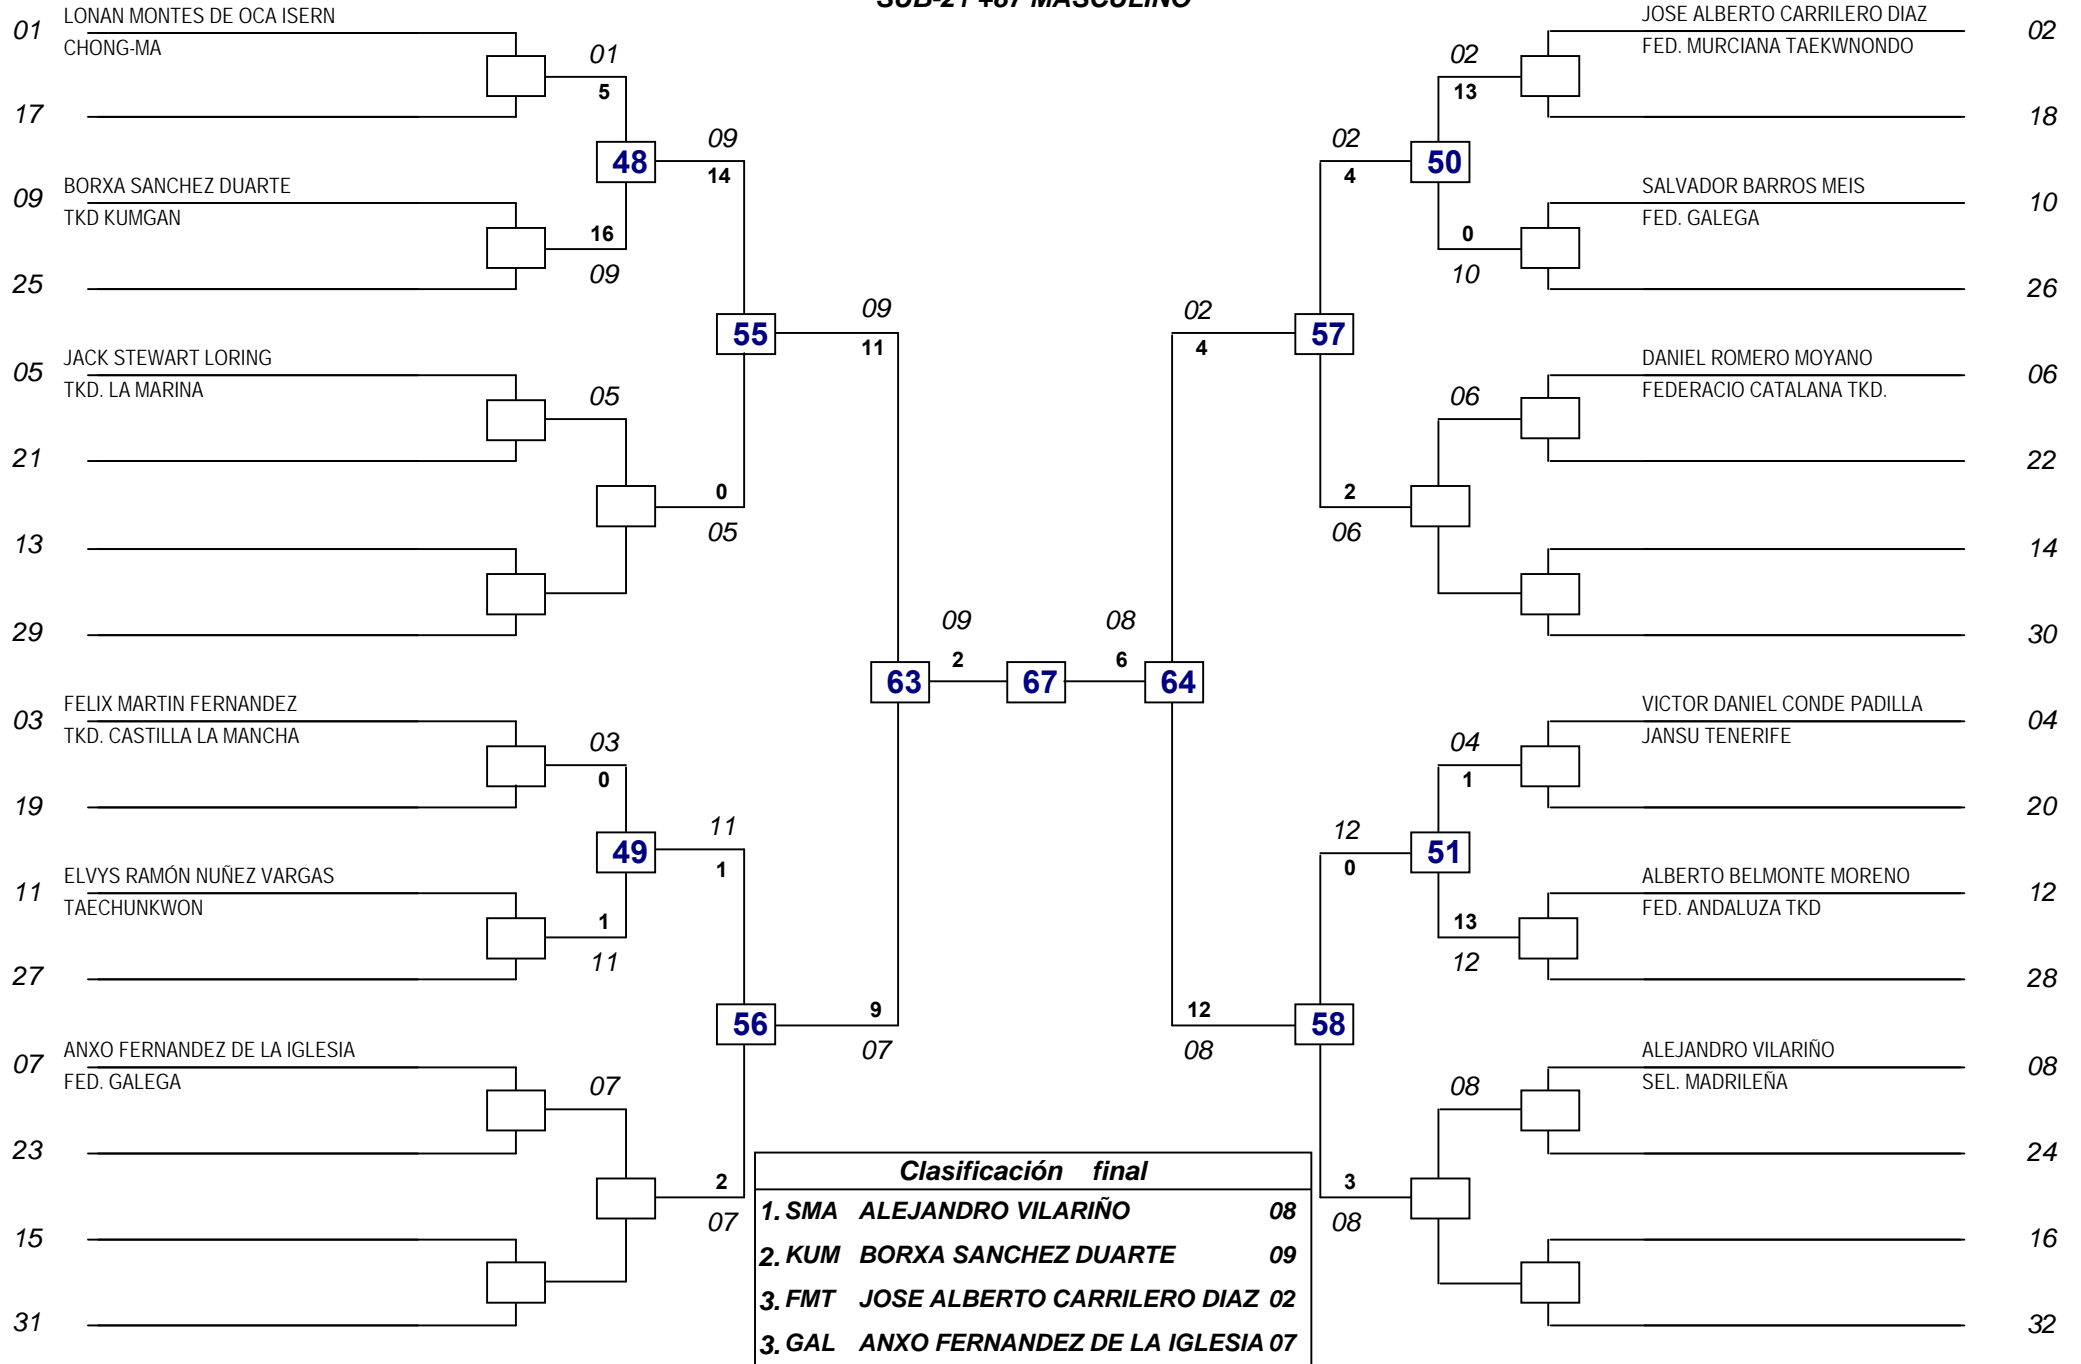 SUB-21 +87 MASCULINO
01 LONAN MONTES DE OCA ISERN
CHONG-MA
17
09 BORXA SANCHEZ DUARTE
TKD KUMGAN
25
05 JACK STEWART LORING
TKD. LA MARINA
21
13
29
03 FELIX MARTIN FERNANDEZ
TKD. CASTILLA LA MANCHA
19
11 ELVYS RAMÓN NUÑEZ VARGAS
TAECHUNKWON
27
07 ANXO FERNANDEZ DE LA IGLESIA
FED. GALEGA
23
15
31
01
5
48
16
09
05
03
0
49
1
11
07
09
14
55
0
05
11
1
56
2
07
09
11
63
9
07
09
2
67
08
6
64
02
4
12
08
02
4
57
2
06
12
0
58
3
08
02
13
50
0
10
06
04
1
51
13
12
08
JOSE ALBERTO CARRILERO DIAZ 02
FED. MURCIANA TAEKWNONDO
18
SALVADOR BARROS MEIS 10
FED. GALEGA
26
DANIEL ROMERO MOYANO 06
FEDERACIO CATALANA TKD.
22
14
30
VICTOR DANIEL CONDE PADILLA 04
JANSU TENERIFE
20
ALBERTO BELMONTE MORENO 12
FED. ANDALUZA TKD
28
ALEJANDRO VILARIÑO 08
SEL. MADRILEÑA
24
16
32
Clasificación final
1. SMA ALEJANDRO VILARIÑO 08
2. KUM BORXA SANCHEZ DUARTE 09
3. FMT JOSE ALBERTO CARRILERO DIAZ 02
3. GAL ANXO FERNANDEZ DE LA IGLESIA 07